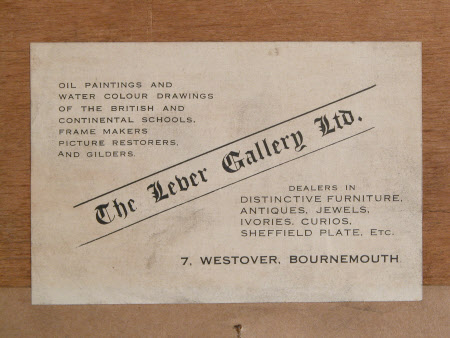 OIL PAINTINGS AND
WATER COLOUR DRAWINGS
OF THE BRITISH AND
CONTINENTAL SCHOOLS.
FRAME MAKERS
PICTURE RESTORERS,
AND GILDERS.
The Lever Gallery Ltd.
DEALERS IN
DISTINCTIVE FURNITURE,
ANTIQUES, JEWELS,
IVORIES, CURIOS,
SHEFFIELD PLATE, ETC.
7, WESTOVER, BOURNEMOUTH